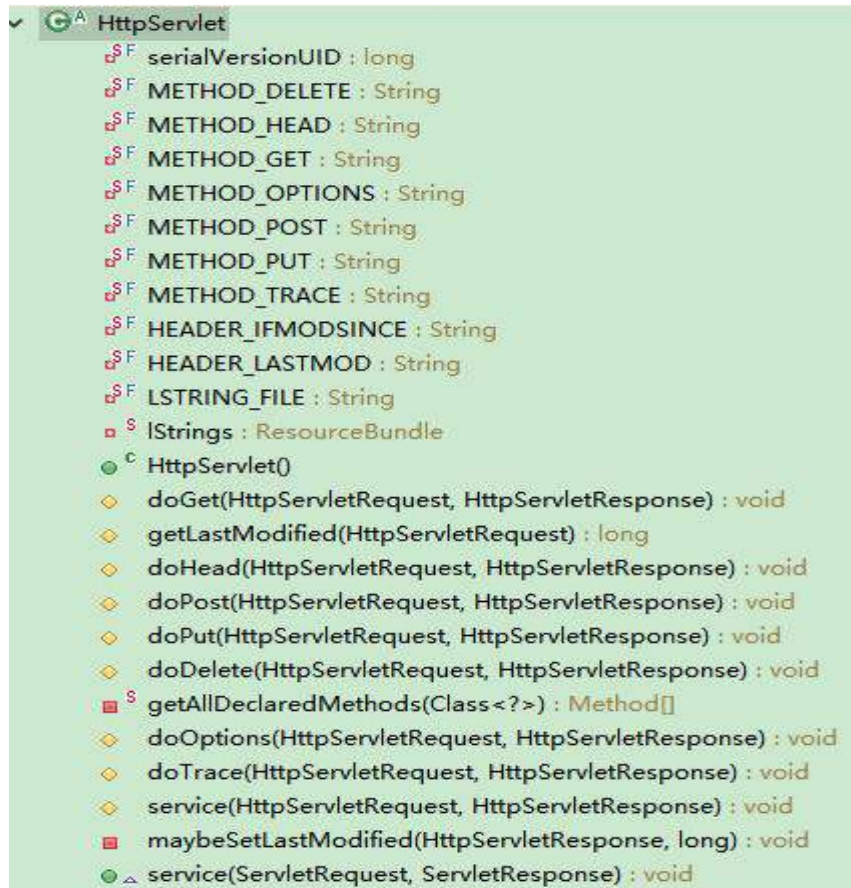 HttpServlet
serialVersionUID : long
METHOD_DELETE : String
METHOD_HEAD : String
METHOD_GET : String
METHOD_OPTIONS : String
METHOD_POST : String
METHOD_PUT : String
METHOD_TRACE : String
HEADER_IFMODSINCE : String
HEADER_LASTMOD : String
LSTRING_FILE : String
lStrings : ResourceBundle
HttpServlet()
doGet(HttpServletRequest, HttpServletResponse) : void
getLastModified(HttpServletRequest) : long
doHead(HttpServletRequest, HttpServletResponse) : void
doPost(HttpServletRequest, HttpServletResponse) : void
doPut(HttpServletRequest, HttpServletResponse) : void
doDelete(HttpServletRequest, HttpServletResponse) : void
getAllDeclaredMethods(Class<?>) : Method[]
doOptions(HttpServletRequest, HttpServletResponse) : void
doTrace(HttpServletRequest, HttpServletResponse) : void
service(HttpServletRequest, HttpServletResponse) : void
maybeSetLastModified(HttpServletResponse, long) : void
service(ServletRequest, ServletResponse) : void